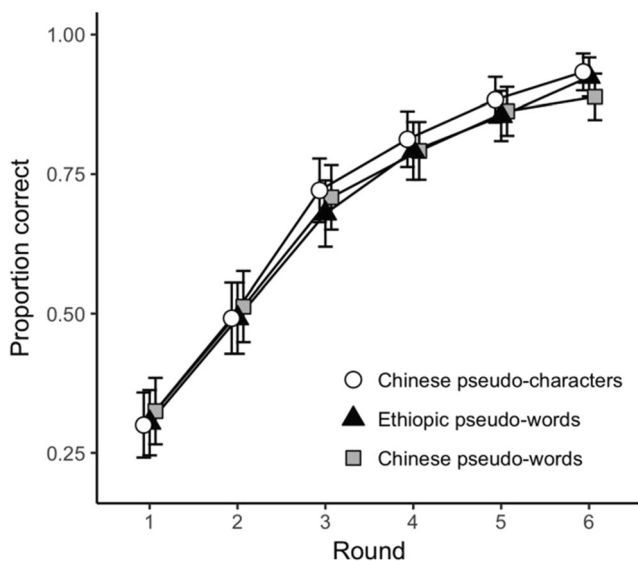 1.00
0.75
0.50
0.25
Proportion correct
Chinese pseudo-characters
Ethiopic pseudo-words
Chinese pseudo-words
1 2 3 4 5 6
Round